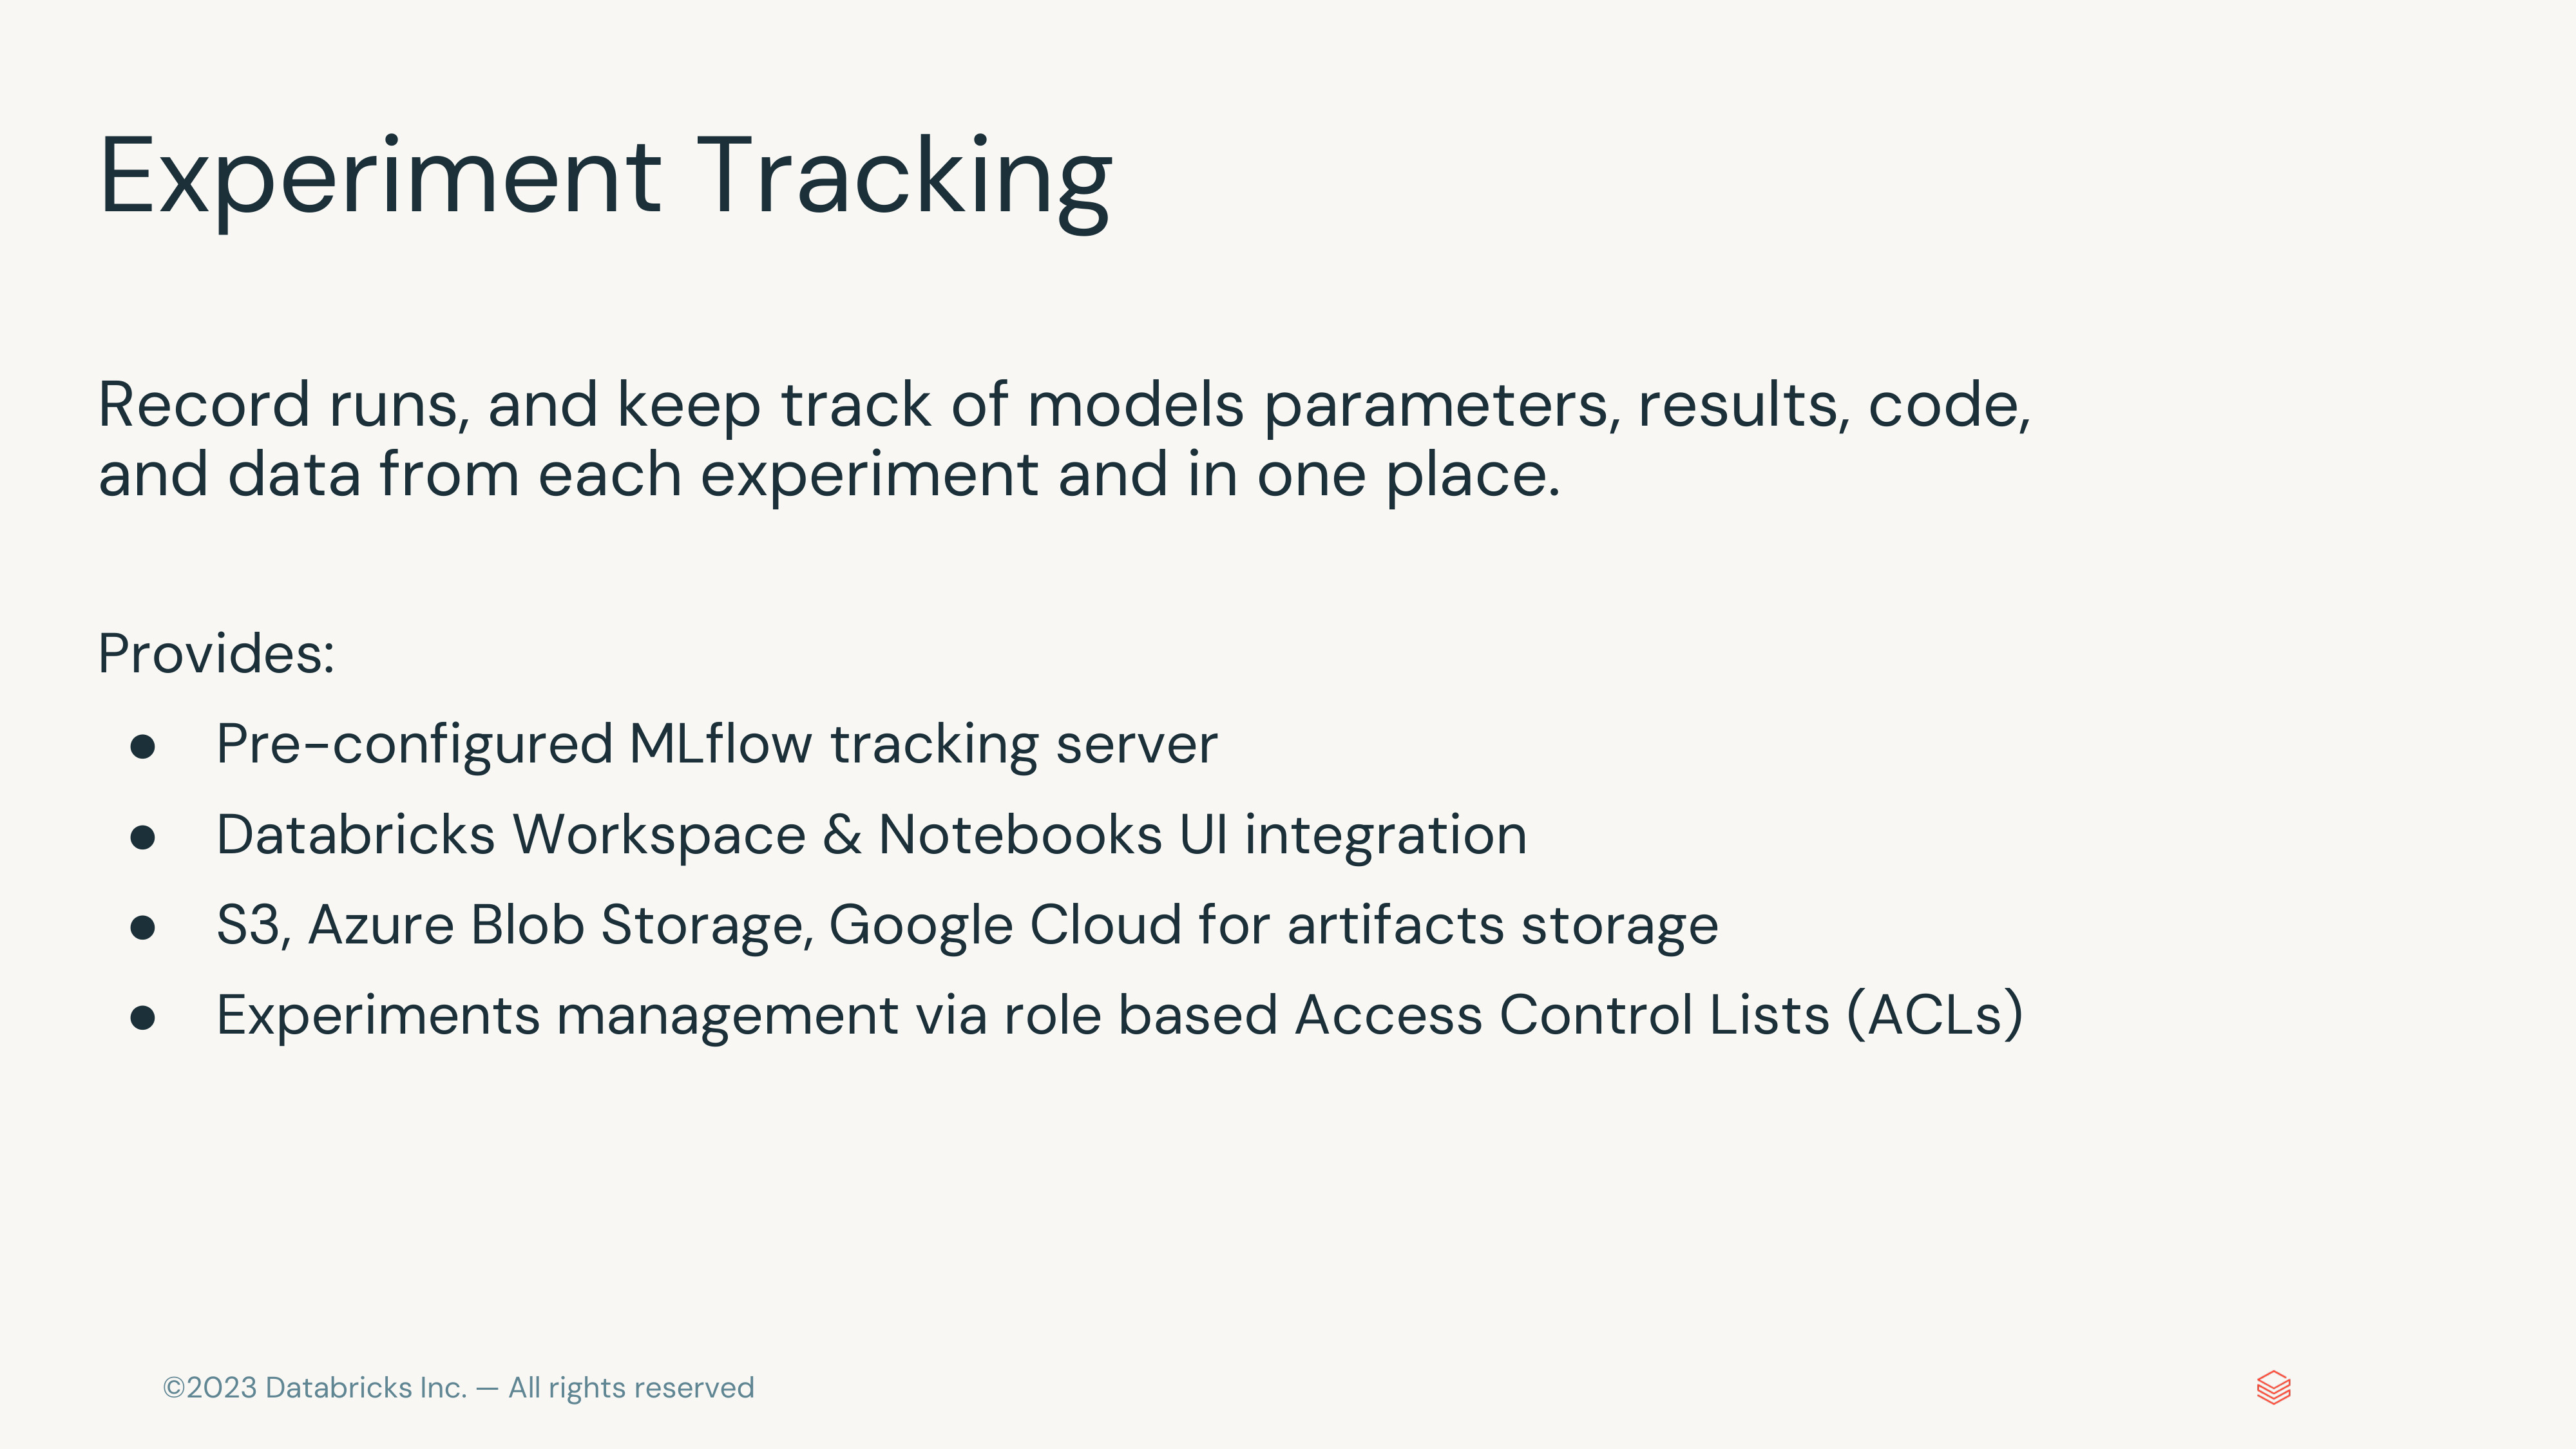 Experiment Tracking
Record runs, and keep track of models parameters, results, code,
and data from each experiment and in one place.
Provides:
● Pre-configured MLflow tracking server
● Databricks Workspace & Notebooks UI integration
● S3, Azure Blob Storage, Google Cloud for artifacts storage
● Experiments management via role based Access Control Lists (ACLs)
©2023 Databricks Inc. — All rights reserved